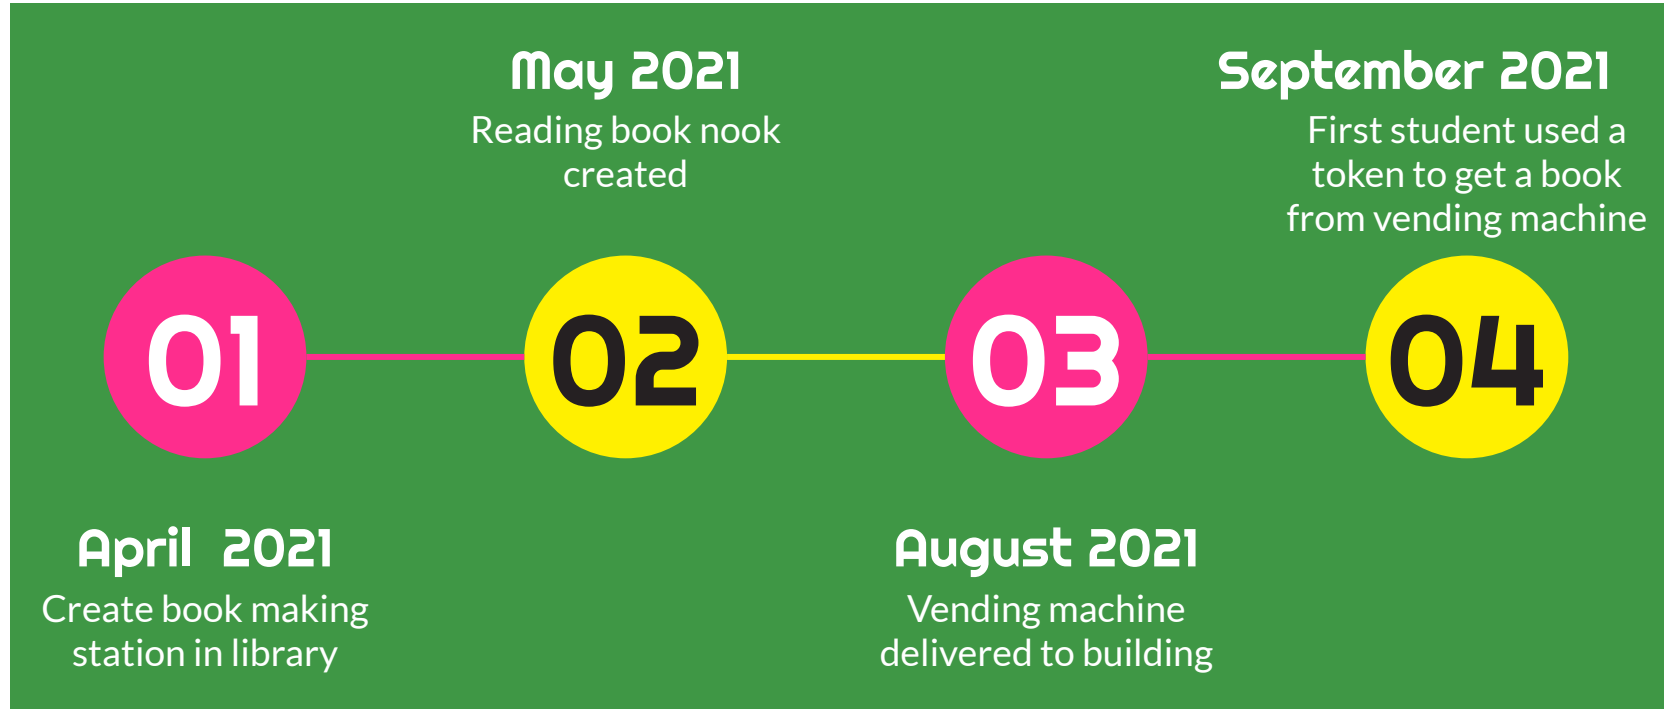 May 2021
Reading book nook
created
September 2021
First student used a
token to get a book
from vending machine
01
02
03
04
April 2021
Create book making
station in library
August 2021
Vending machine
delivered to building